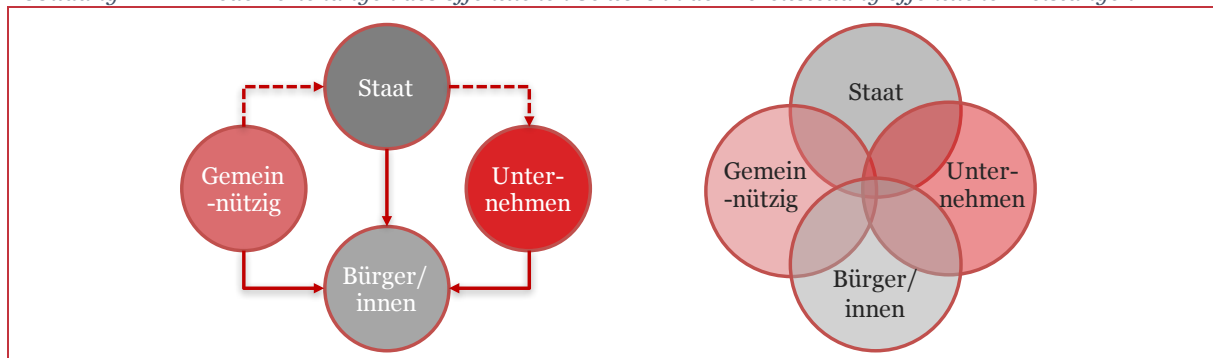 Staat
Gemein
-nützig
Unter-
nehmen
Bürger/
innen
Staat
Gemein
-nützig
Unter-
nehmen
Bürger/
innen